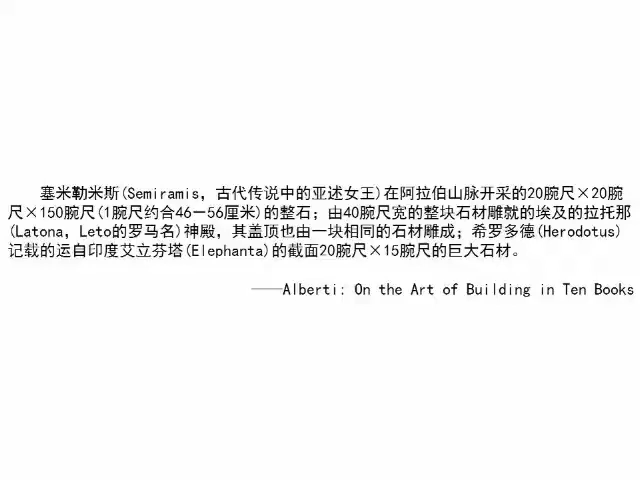 塞米勒米斯(Semiramis，古代传说中的亚述女王)在阿拉伯山脉开采的20腕尺×20腕
尺×150腕尺(1腕尺约合46一56厘米)的整石；由40腕尺宽的整块石材雕就的埃及的拉托那
(Latona，Leto的罗马名)神殿，其盖顶也由一块相同的石材雕成；希罗多德(Herodotus)
记载的运自印度艾立芬塔(Elephanta)的截面20腕尺×15腕尺的巨大石材。
——Alberti: On the Art of Building in Ten Books